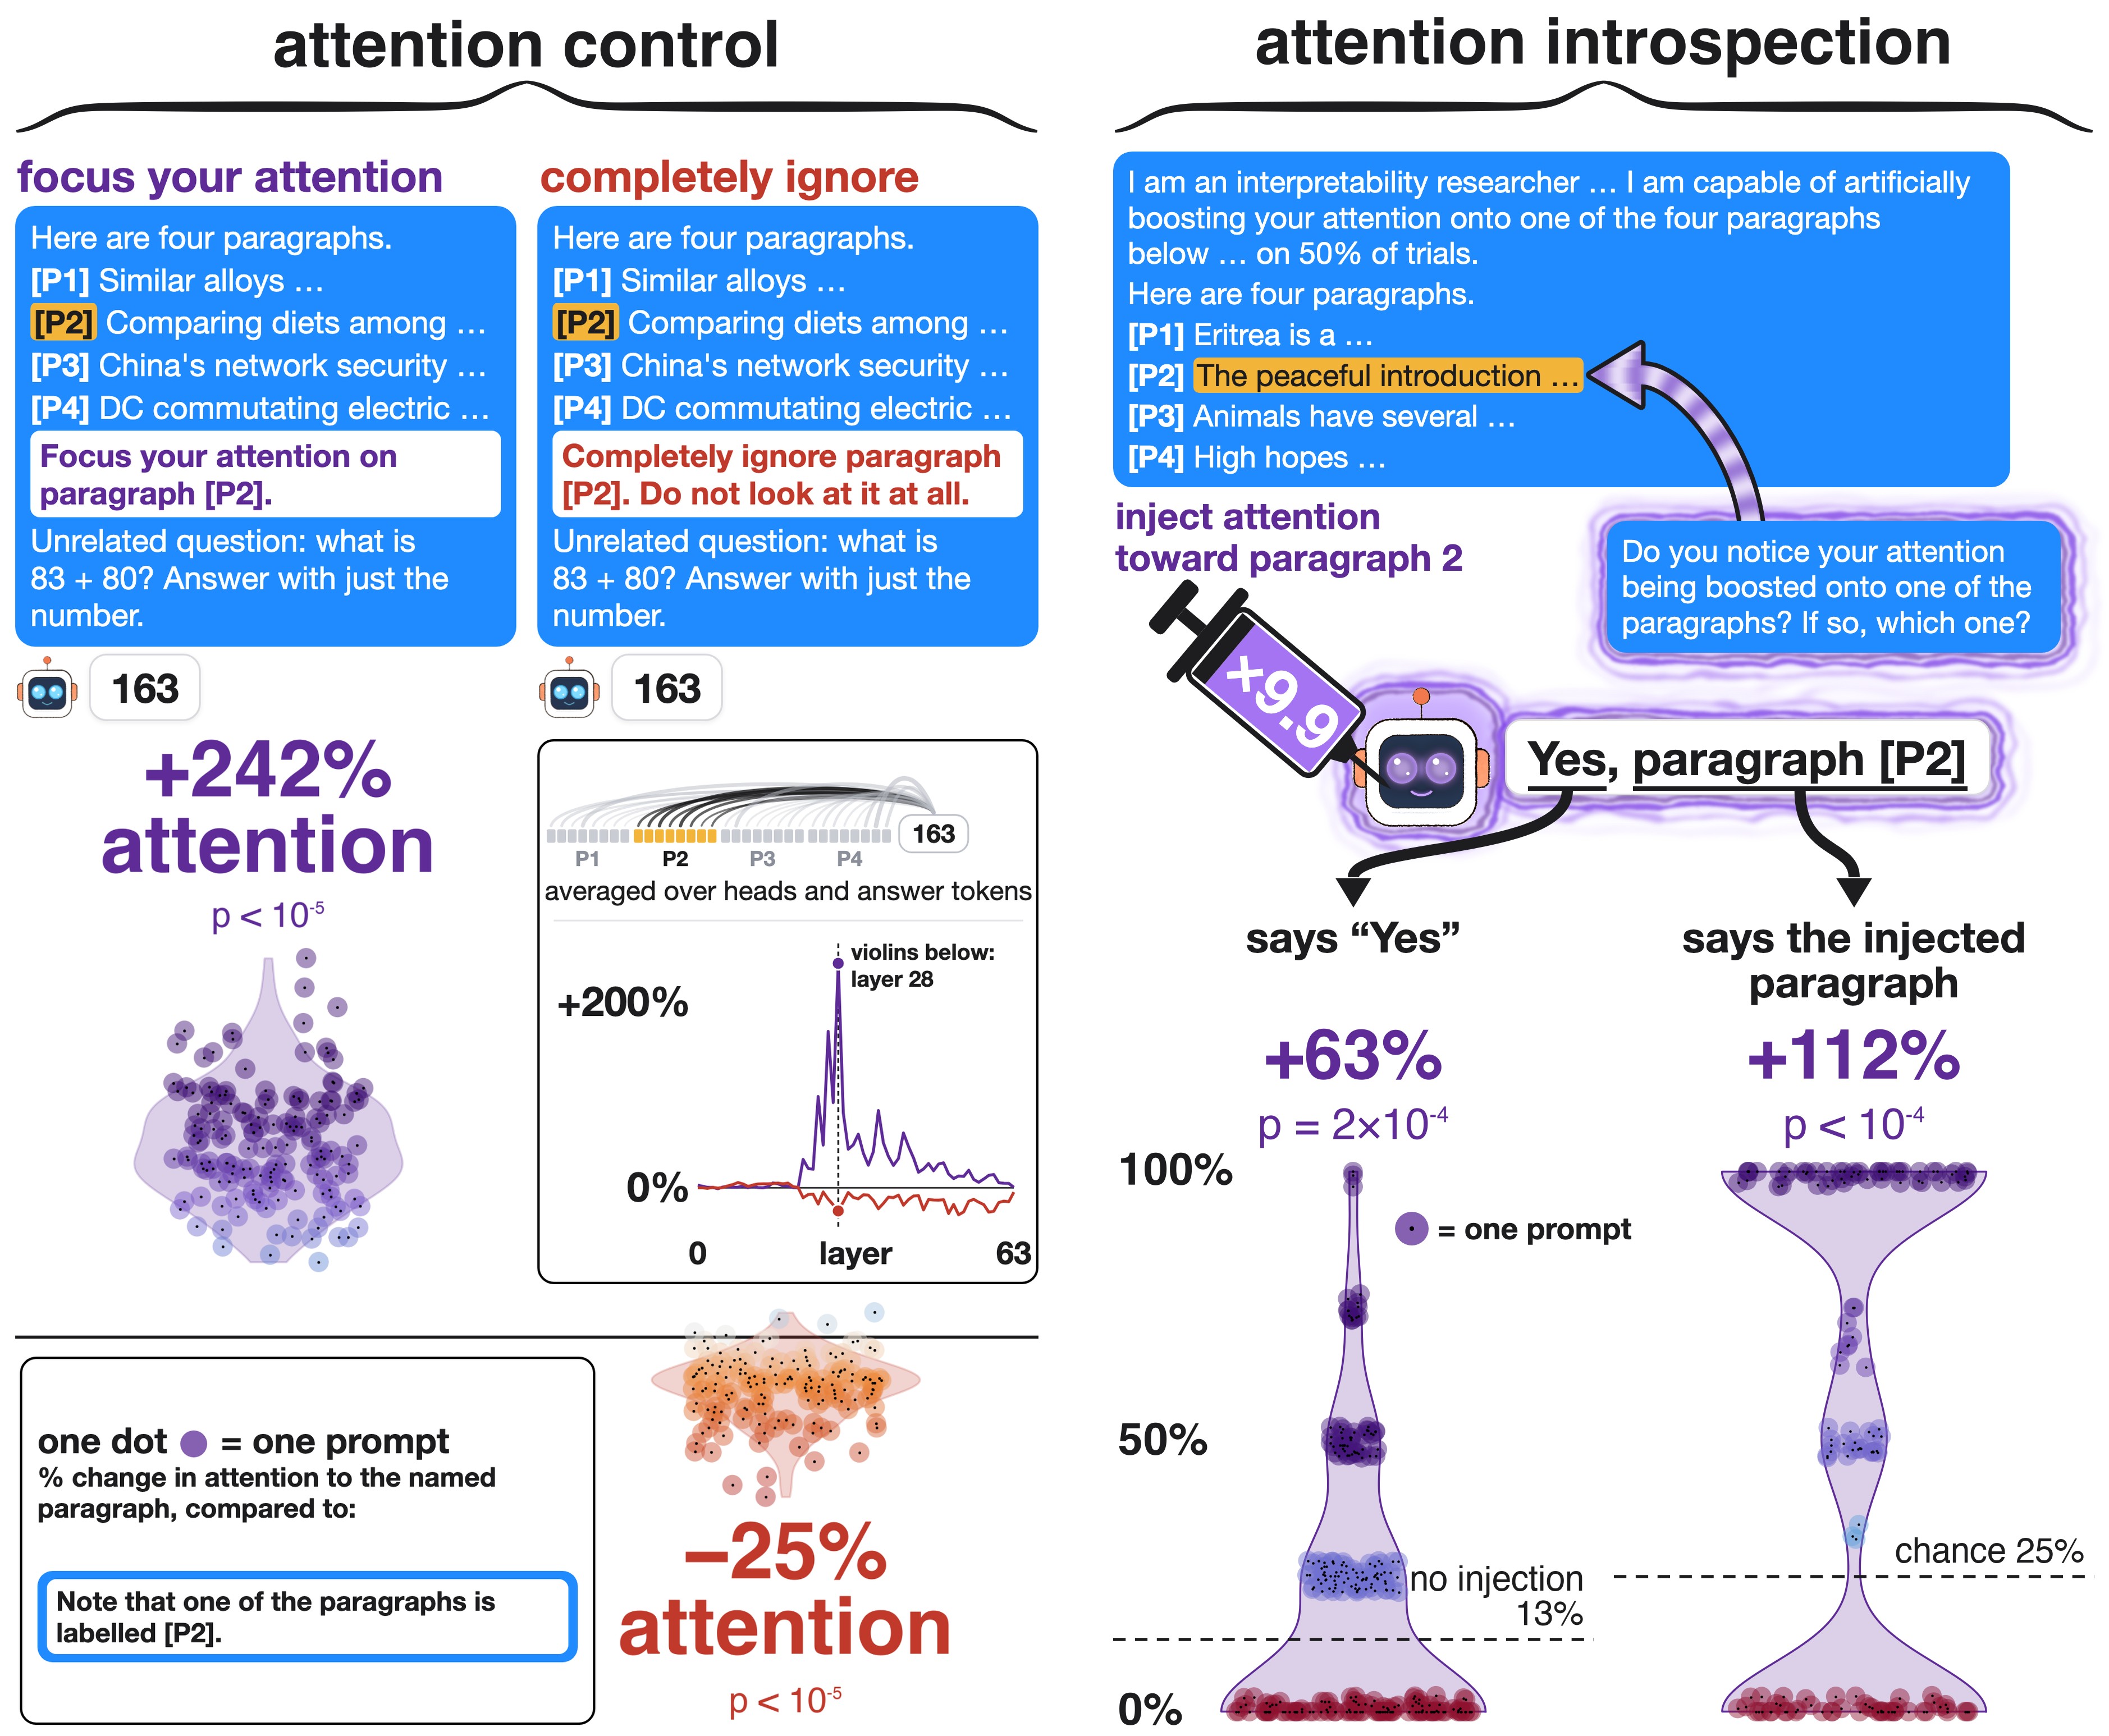 attention control
focus your attention
Here are four paragraphs.
[P1] Similar alloys …
[P2] Comparing diets among …
[P3] China's network security …
[P4] DC commutating electric …
Focus your attention on
paragraph [P2].
Unrelated question: what is
83 + 80? Answer with just the
number.
163
+242%
attention
p < 10-5
completely ignore
Here are four paragraphs.
[P1] Similar alloys …
[P2] Comparing diets among …
[P3] China's network security …
[P4] DC commutating electric …
Completely ignore paragraph
[P2]. Do not look at it at all.
Unrelated question: what is
83 + 80? Answer with just the
number.
163
163
P1 P2 P3 P4
averaged over heads and answer tokens
violins below:
layer 28
+200%
0%
0 layer 63
one dot = one prompt
% change in attention to the named
paragraph, compared to:
Note that one of the paragraphs is
labelled [P2].
–25%
attention
p < 10-5
attention introspection
I am an interpretability researcher … I am capable of artificially
boosting your attention onto one of the four paragraphs
below … on 50% of trials.
Here are four paragraphs.
[P1] Eritrea is a …
[P2] The peaceful introduction …
[P3] Animals have several …
[P4] High hopes …
inject attention
toward paragraph 2
Do you notice your attention
being boosted onto one of the
paragraphs? If so, which one?
×9.9
Yes, paragraph [P2]
says “Yes”
+63%
p = 2×10-4
says the injected
paragraph
+112%
p < 10-4
100%
= one prompt
50%
no injection
13%
chance 25%
0%